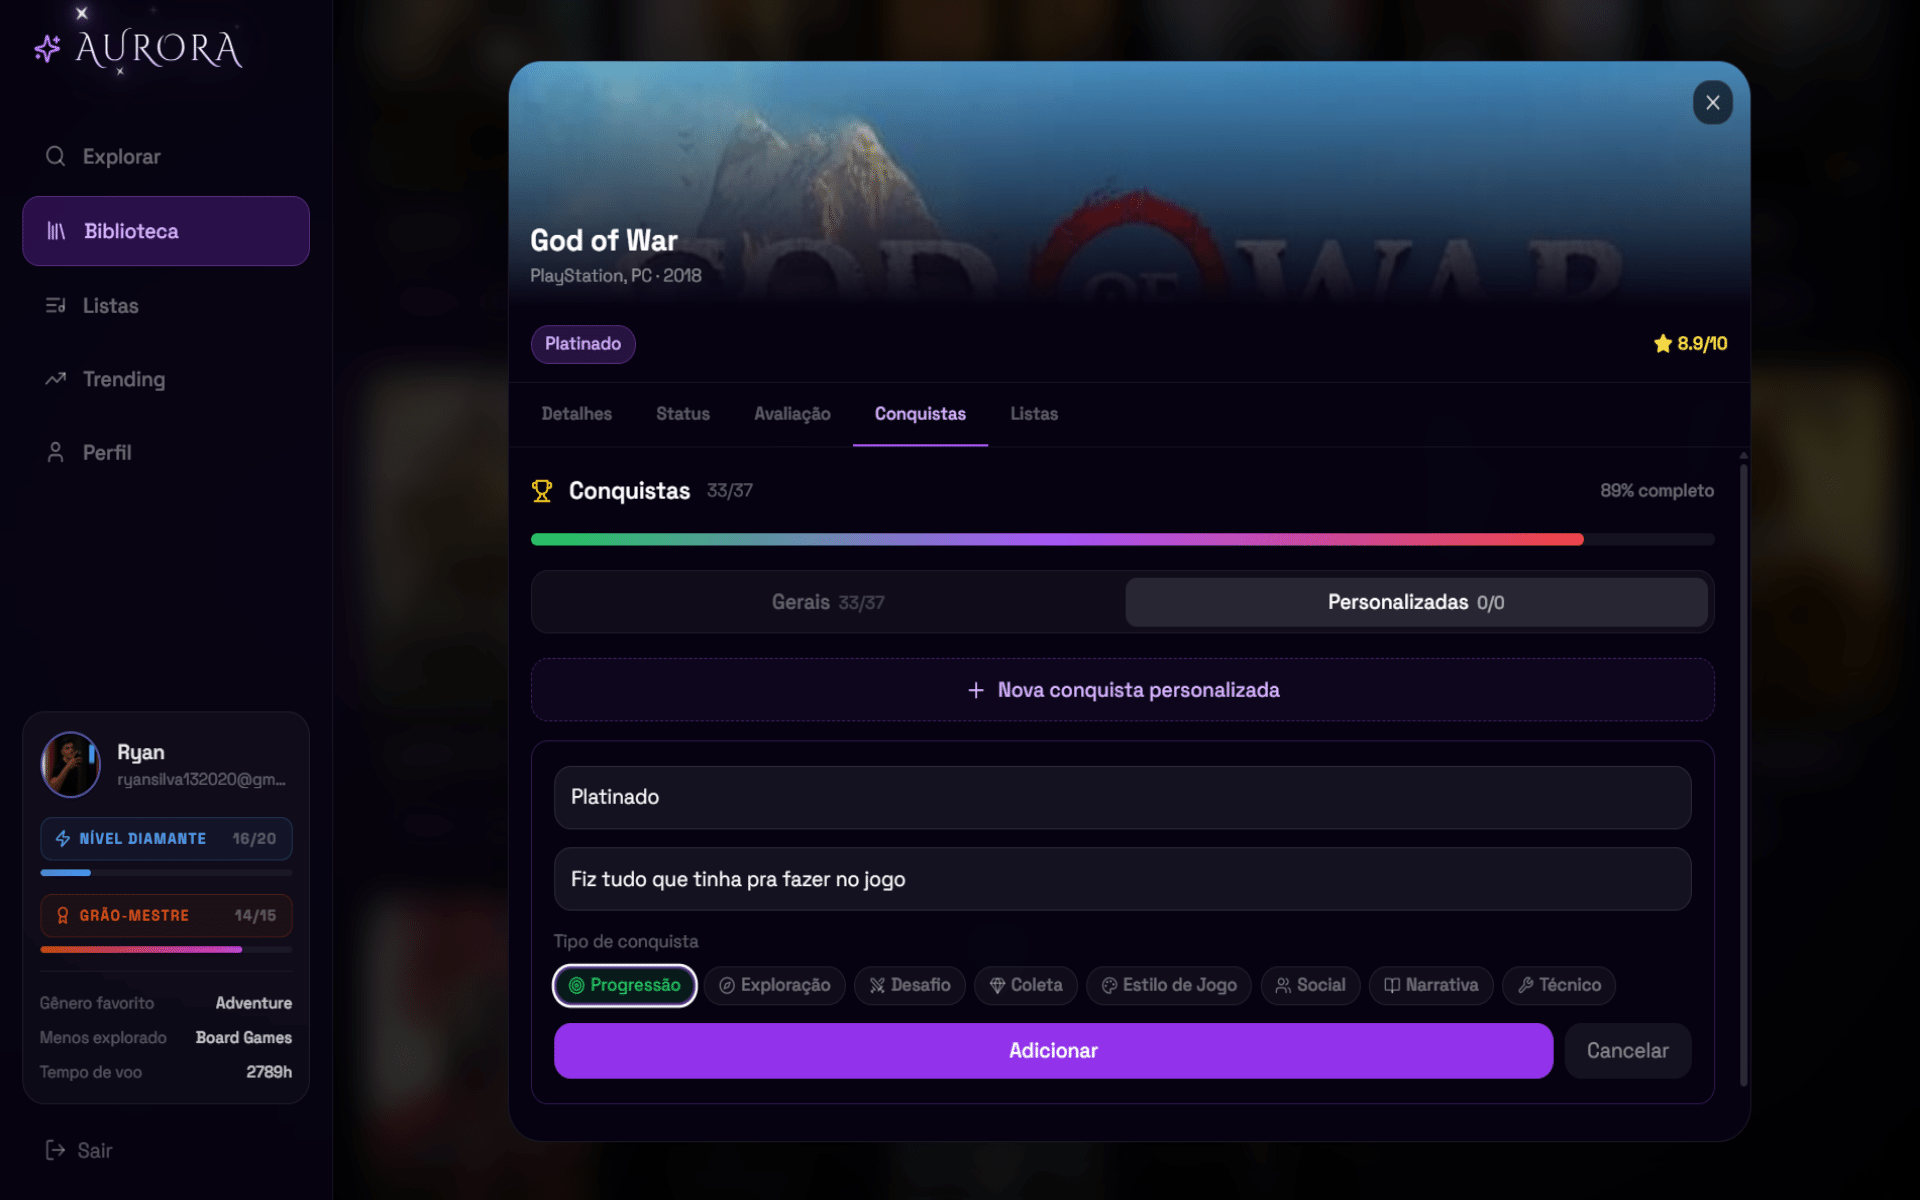 AURORA
Explorar
Biblioteca
Listas
Trending
Perfil
Ryan
ryansilva132020@gm...
NÍVEL DIAMANTE 16/20
GRÃO-MESTRE 14/15
Gênero favorito Adventure
Menos explorado Board Games
Tempo de voo 2789h
Sair
GOD OF WAR
God of War
PlayStation, PC · 2018
Platinado
8.9/10
Detalhes Status Avaliação Conquistas Listas
Conquistas 33/37
89% completo
Gerais 33/37
Personalizadas 0/0
+ Nova conquista personalizada
Platinado
Fiz tudo que tinha pra fazer no jogo
Tipo de conquista
Progressão Exploração Desafio Coleta Estilo de Jogo Social Narrativa Técnico
Adicionar
Cancelar